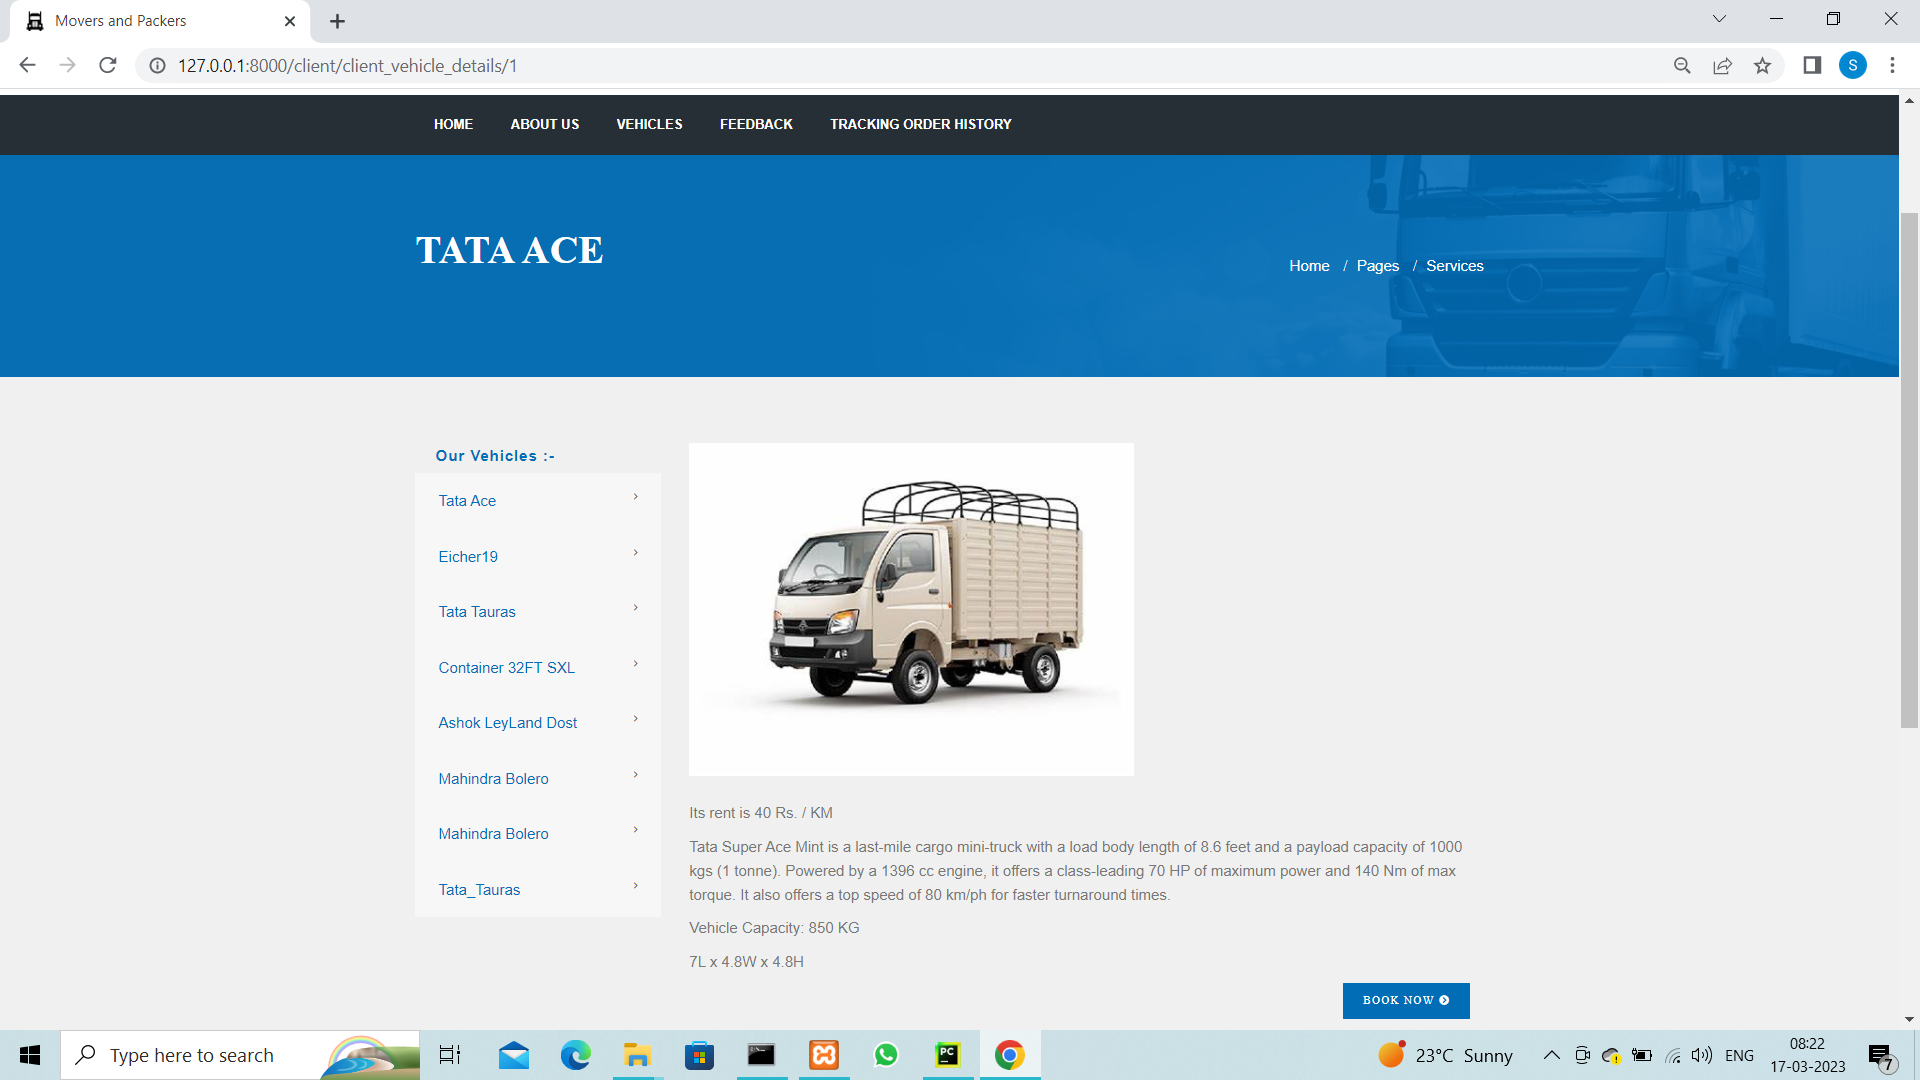 Movers and Packers
127.0.0.1:8000/client/client_vehicle_details/1
S
HOME ABOUT US VEHICLES FEEDBACK TRACKING ORDER HISTORY
TATA ACE
Home / Pages / Services
Our Vehicles :-
Tata Ace
Eicher19
Tata Tauras
Container 32FT SXL
Ashok LeyLand Dost
Mahindra Bolero
Mahindra Bolero
Tata_Tauras
Its rent is 40 Rs. / KM
Tata Super Ace Mint is a last-mile cargo mini-truck with a load body length of 8.6 feet and a payload capacity of 1000
kgs (1 tonne). Powered by a 1396 cc engine, it offers a class-leading 70 HP of maximum power and 140 Nm of max
torque. It also offers a top speed of 80 km/ph for faster turnaround times.
Vehicle Capacity: 850 KG
7L x 4.8W x 4.8H
BOOK NOW
Type here to search
PC
23°C Sunny
ENG
08:22
17-03-2023
7